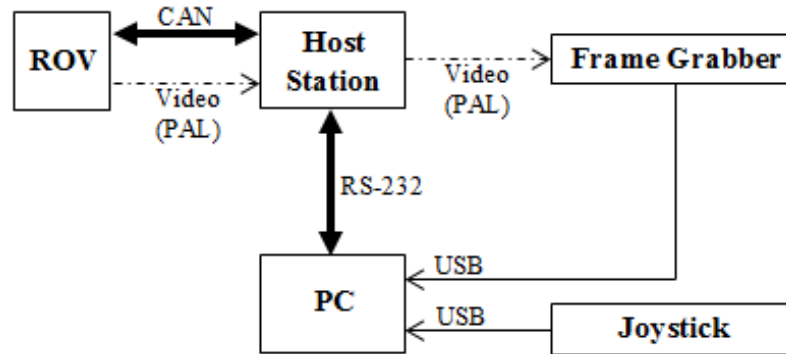 CAN
ROV
Host
Station
Video
(PAL)
Video
(PAL)
Frame Grabber
RS-232
PC
USB
USB
Joystick